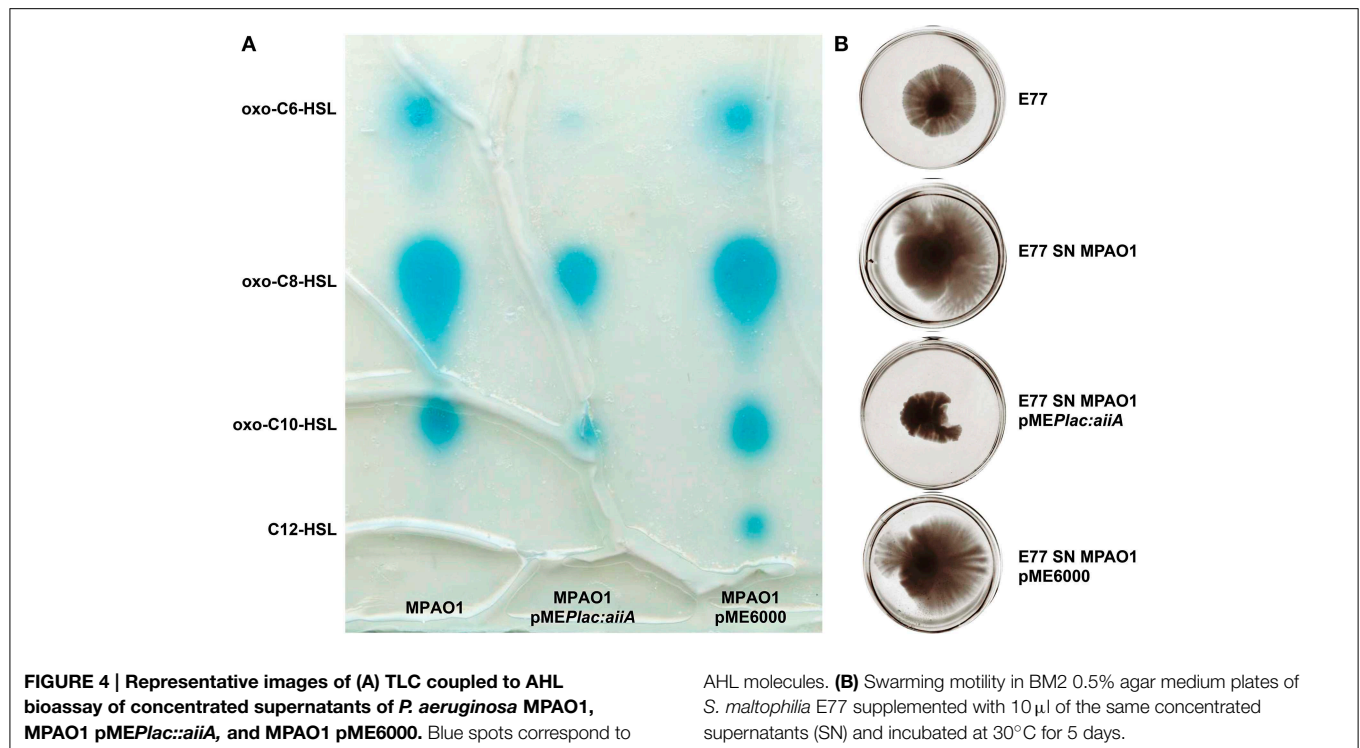 A
oxo-C6-HSL
oxo-C8-HSL
oxo-C10-HSL
C12-HSL
MPAO1
MPAO1
pMEPlac:aiiA
MPAO1
pME6000
B
E77
E77 SN MPAO1
E77 SN MPAO1
pMEPlac:aiiA
E77 SN MPAO1
pME6000
FIGURE 4 | Representative images of (A) TLC coupled to AHL
bioassay of concentrated supernatants of P. aeruginosa MPAO1,
MPAO1 pMEPlac::aiiA, and MPAO1 pME6000. Blue spots correspond to
AHL molecules. (B) Swarming motility in BM2 0.5% agar medium plates of
S. maltophilia E77 supplemented with 10 μl of the same concentrated
supernatants (SN) and incubated at 30°C for 5 days.